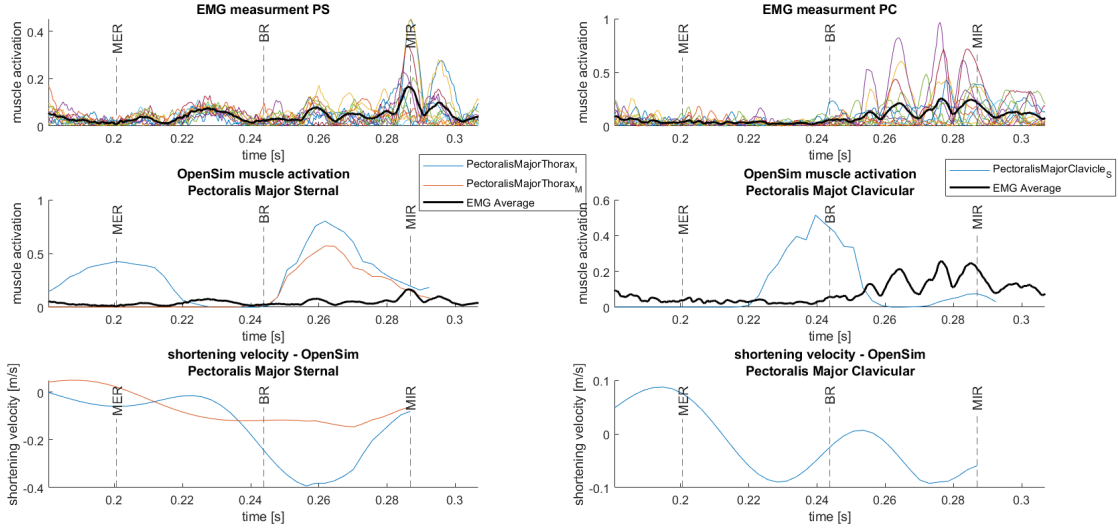 EMG measurment PS
muscle activation
0.4
0.2
0
MER
BR
MIR
0.2
0.22
0.24
0.26
0.28
0.3
time [s]
EMG measurment PC
muscle activation
1
0.5
0
MER
BR
MIR
0.2
0.22
0.24
0.26
0.28
0.3
time [s]
OpenSim muscle activation
Pectoralis Major Sternal
PectoralisMajorThorax_I
PectoralisMajorThorax_M
EMG Average
muscle activation
1
0.5
0
MER
BR
MIR
0.2
0.22
0.24
0.26
0.28
0.3
time [s]
OpenSim muscle activation
Pectoralis Majot Clavicular
PectoralisMajorClavicle_S
EMG Average
muscle activation
0.6
0.4
0.2
0
MER
BR
MIR
0.2
0.22
0.24
0.26
0.28
0.3
time [s]
shortening velocity - OpenSim
Pectoralis Major Sternal
shortening velocity [m/s]
0
-0.2
-0.4
MER
BR
MIR
0.2
0.22
0.24
0.26
0.28
0.3
time [s]
shortening velocity - OpenSim
Pectoralis Major Clavicular
shortening velocity [m/s]
0.1
0
-0.1
MER
BR
MIR
0.2
0.22
0.24
0.26
0.28
0.3
time [s]